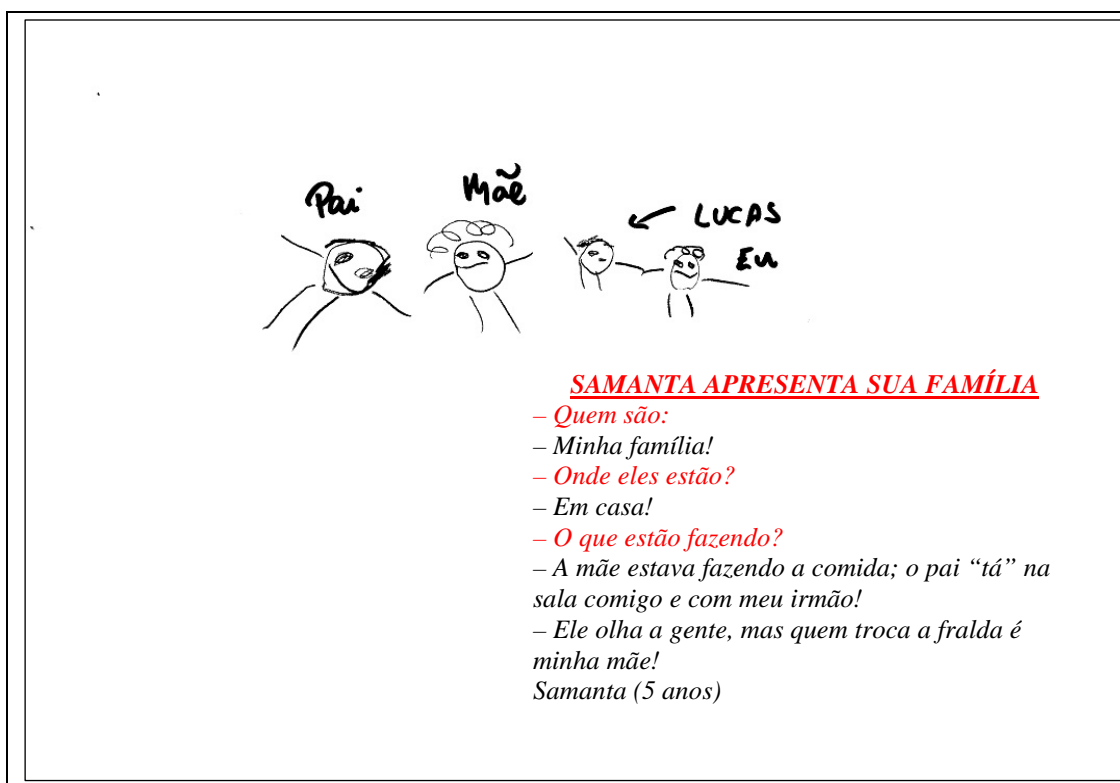 Pai
Mãe
LUCAS
Eu
SAMANTA APRESENTA SUA FAMÍLIA
– Quem são:
– Minha família!
– Onde eles estão?
– Em casa!
– O que estão fazendo?
– A mãe estava fazendo a comida; o pai “tá” na
sala comigo e com meu irmão!
– Ele olha a gente, mas quem troca a fralda é
minha mãe!
Samanta (5 anos)